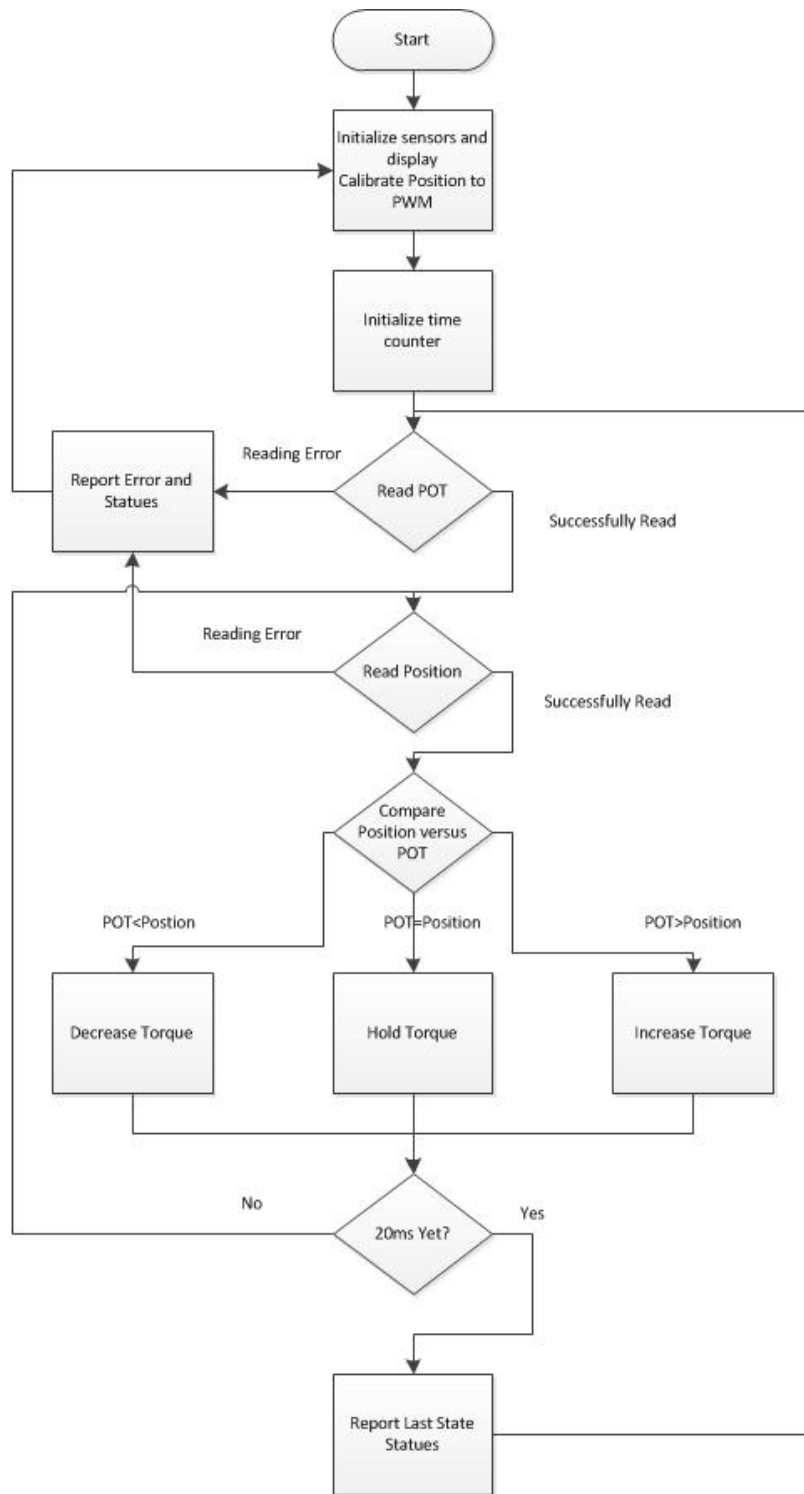 Start
Initialize sensors and
display
Calibrate Position to
PWM
Initialize time
counter
Reading Error
Report Error and
Statues
Read POT
Successfully Read
Reading Error
Read Position
Successfully Read
Compare
Position versus
POT
POT<Postion
POT=Position
POT>Position
Decrease Torque
Hold Torque
Increase Torque
No
20ms Yet?
Yes
Report Last State
Statues